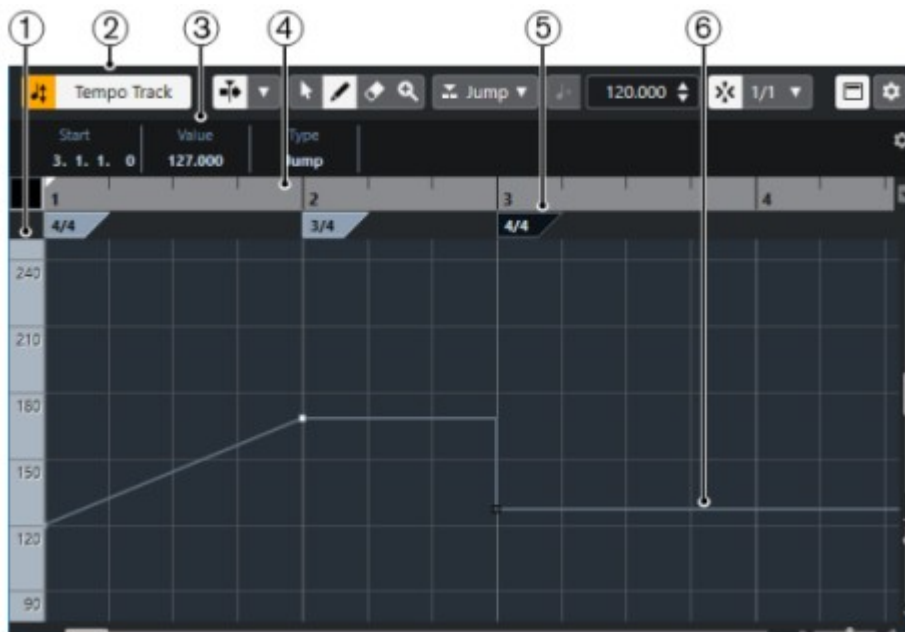 ① ② ③ ④ ⑤ ⑥
Tempo Track Jump 120.000 1/1
Start Value Type
3. 1. 1. 0 127.000 Jump
1 2 3 4
4/4 3/4 4/4
240
210
180
150
120
90